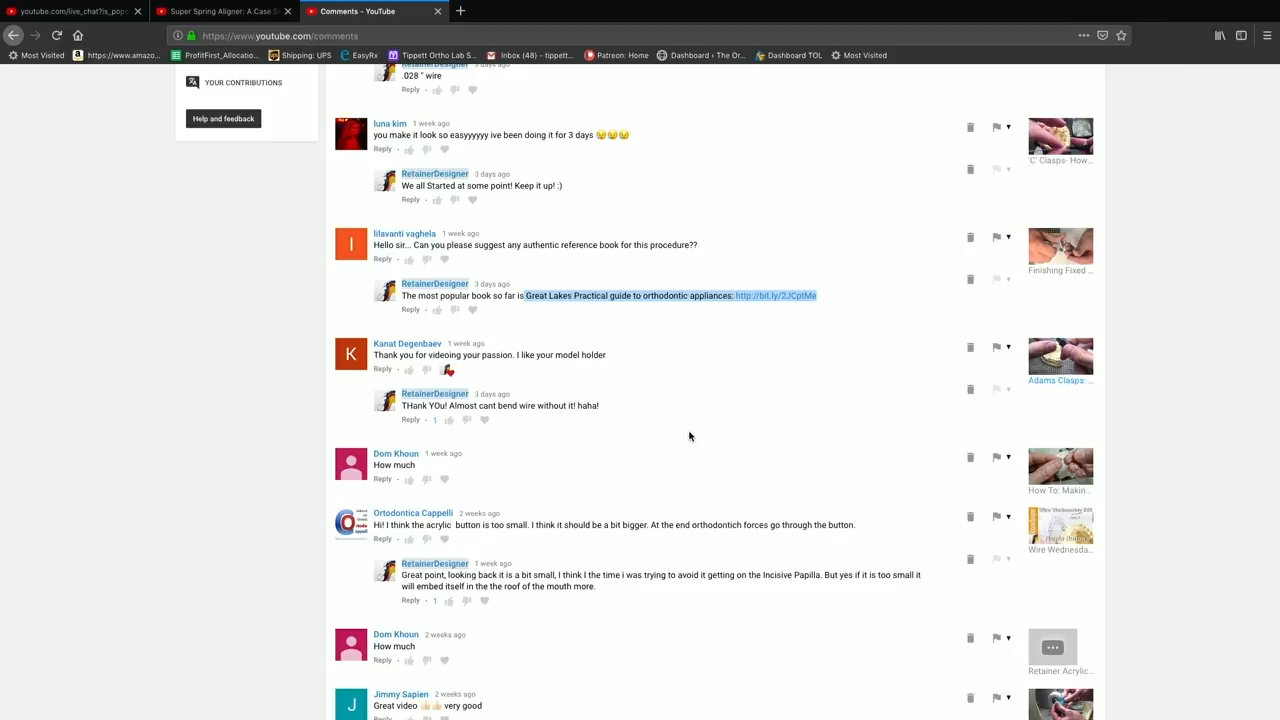 youtube.com/live_chat?is_pop
Super Spring Aligner: A Case S
Comments - YouTube
https://www.youtube.com/comments
Most Visited
https://www.amazo...
ProfitFirst_Allocatio...
Shipping: UPS
EasyRx
Tippett Ortho Lab S...
Inbox (48) – tippett...
Patreon: Home
Dashboard ‹ The Or...
Dashboard TOL
Most Visited
YOUR CONTRIBUTIONS
Help and feedback
RetainerDesigner 3 days ago
.028 " wire
Reply
luna kim 1 week ago
you make it look so easyyyyyy ive been doing it for 3 days 😥😥😥
Reply
'C' Clasps- How...
RetainerDesigner 3 days ago
We all Started at some point! Keep it up! :)
Reply
lilavanti vaghela 1 week ago
Hello sir... Can you please suggest any authentic reference book for this procedure??
Reply
Finishing Fixed ...
RetainerDesigner 3 days ago
The most popular book so far is Great Lakes Practical guide to orthodontic appliances: http://bit.ly/2JCptMe
Reply
Kanat Degenbaev 1 week ago
Thank you for videoing your passion. I like your model holder
Reply
Adams Clasps: ...
RetainerDesigner 3 days ago
THank YOu! Almost cant bend wire without it! haha!
Reply 1
Dom Khoun 1 week ago
How much
Reply
How To: Makin...
Ortodontica Cappelli 2 weeks ago
Hi! I think the acrylic button is too small. I think it should be a bit bigger. At the end orthodontich forces go through the button.
Reply
Wire Wednesda...
RetainerDesigner 1 week ago
Great point, looking back it is a bit small, I think I the time i was trying to avoid it getting on the Incisive Papilla. But yes if it is too small it
will embed itself in the the roof of the mouth more.
Reply 1
Dom Khoun 2 weeks ago
How much
Reply
Retainer Acrylic...
Jimmy Sapien 2 weeks ago
Great video 👍👍 very good
Reply